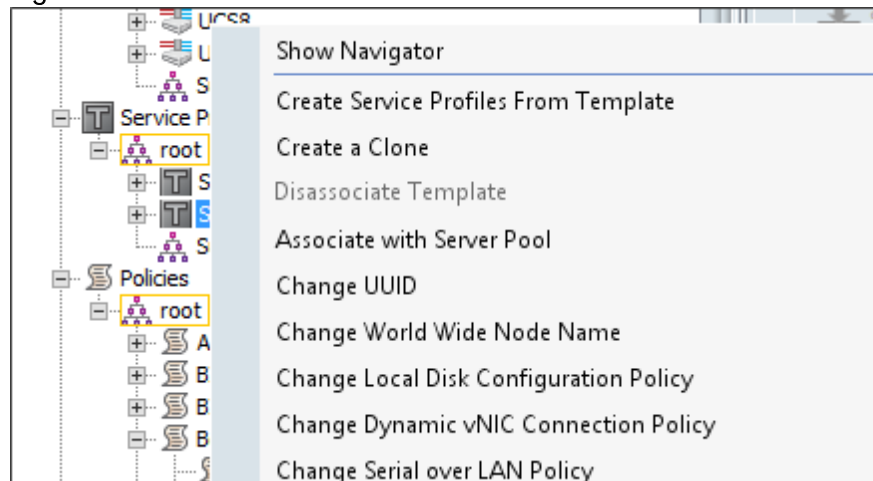 UCS8
U
Show Navigator
S
Create Service Profiles From Template
Service P
root
Create a Clone
S
Disassociate Template
S
S
Associate with Server Pool
Policies
Change UUID
root
Change World Wide Node Name
A
B
Change Local Disk Configuration Policy
B
Change Dynamic vNIC Connection Policy
B
Change Serial over LAN Policy